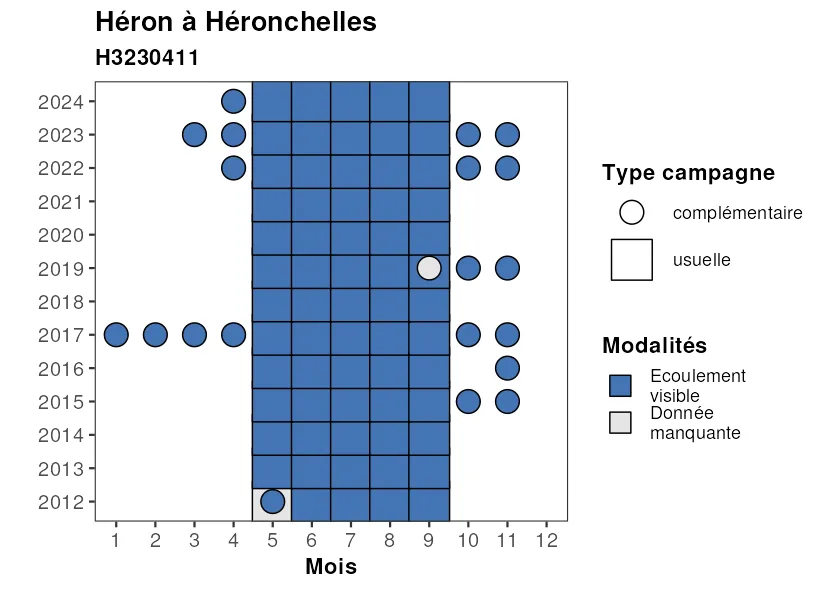 Héron à Héronchelles
H3230411
2024
2023
2022
2021
2020
2019
2018
2017
2016
2015
2014
2013
2012
1 2 3 4 5 6 7 8 9 10 11 12
Mois
Type campagne
complémentaire
usuelle
Modalités
Ecoulement
visible
Donnée
manquante